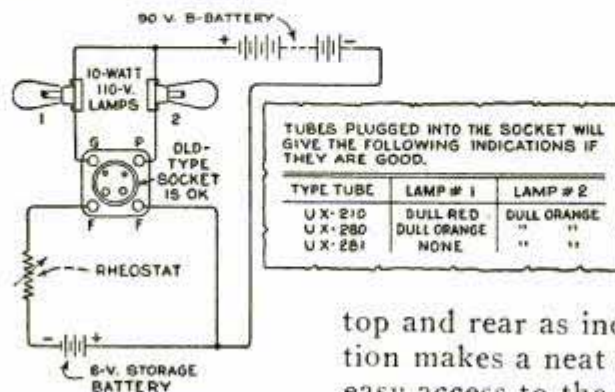 90 V. B-BATTERY
+ -
10-WATT
110-V.
LAMPS
1 2
G P
OLD-
TYPE
SOCKET
IS OK
F F
RHEOSTAT
- +
6-V. STORAGE
BATTERY
TUBES PLUGGED INTO THE SOCKET WILL
GIVE THE FOLLOWING INDICATIONS IF
THEY ARE GOOD.
TYPE TUBE LAMP # 1 LAMP # 2
UX-210 DULL RED DULL ORANGE
UX-280 DULL ORANGE " "
UX-281 NONE " "
top and rear as
tion makes a neat
easy access to the